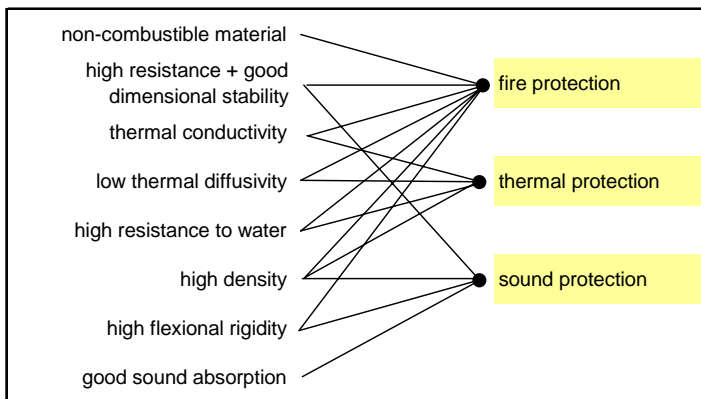 non-combustible material
high resistance + good
dimensional stability
thermal conductivity
low thermal diffusivity
high resistance to water
high density
high flexional rigidity
good sound absorption
fire protection
thermal protection
sound protection